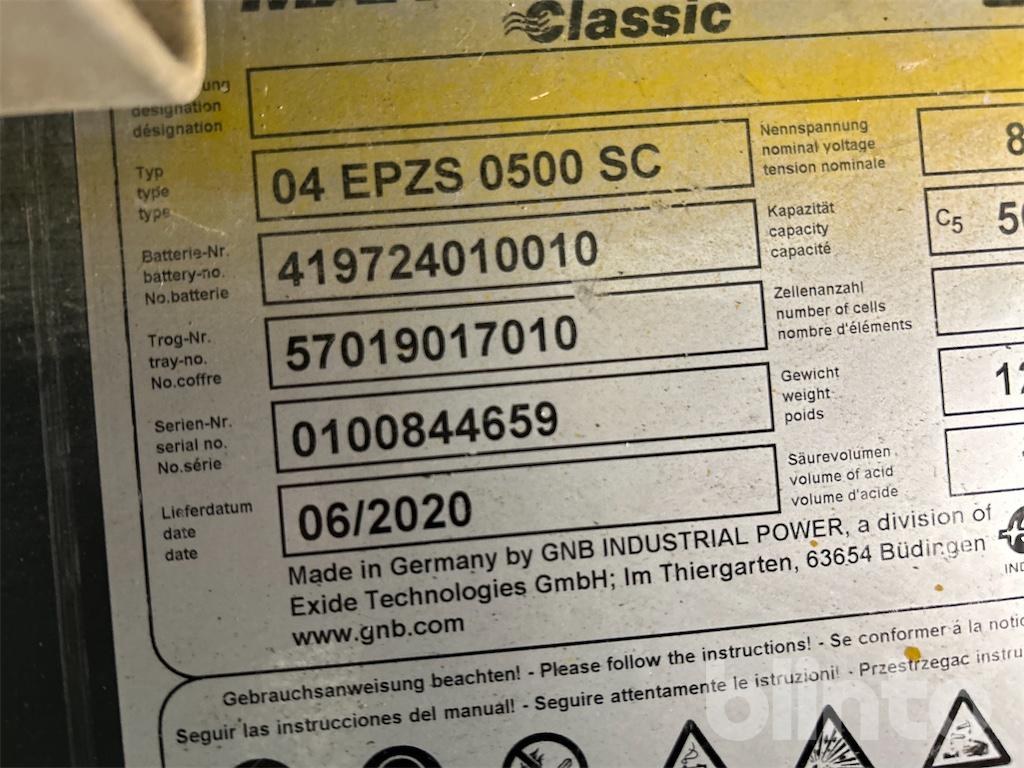 Classic
designation
désignation
Typ
type
type
04 EPZS 0500 SC
Batterie-Nr.
battery-no.
No.batterie
419724010010
Trog-Nr.
tray-no.
No.coffre
57019017010
Serien-Nr.
serial no.
No.série
0100844659
Lieferdatum
date
date
06/2020
Nennspannung
nominal voltage
tension nominale
8
Kapazität
capacity
capacité
C5
Zellenanzahl
number of cells
nombre d'éléments
Gewicht
weight
poids
Säurevolumen
volume of acid
volume d'acide
Made in Germany by GNB INDUSTRIAL POWER, a division of
Exide Technologies GmbH; Im Thiergarten, 63654 Büdingen
www.gnb.com
Gebrauchsanweisung beachten! - Please follow the instructions! - Se conformer á la
Seguir las instrucciones del manual! - Seguire attentamente le istruzioni! - Przestrzegac
blinto